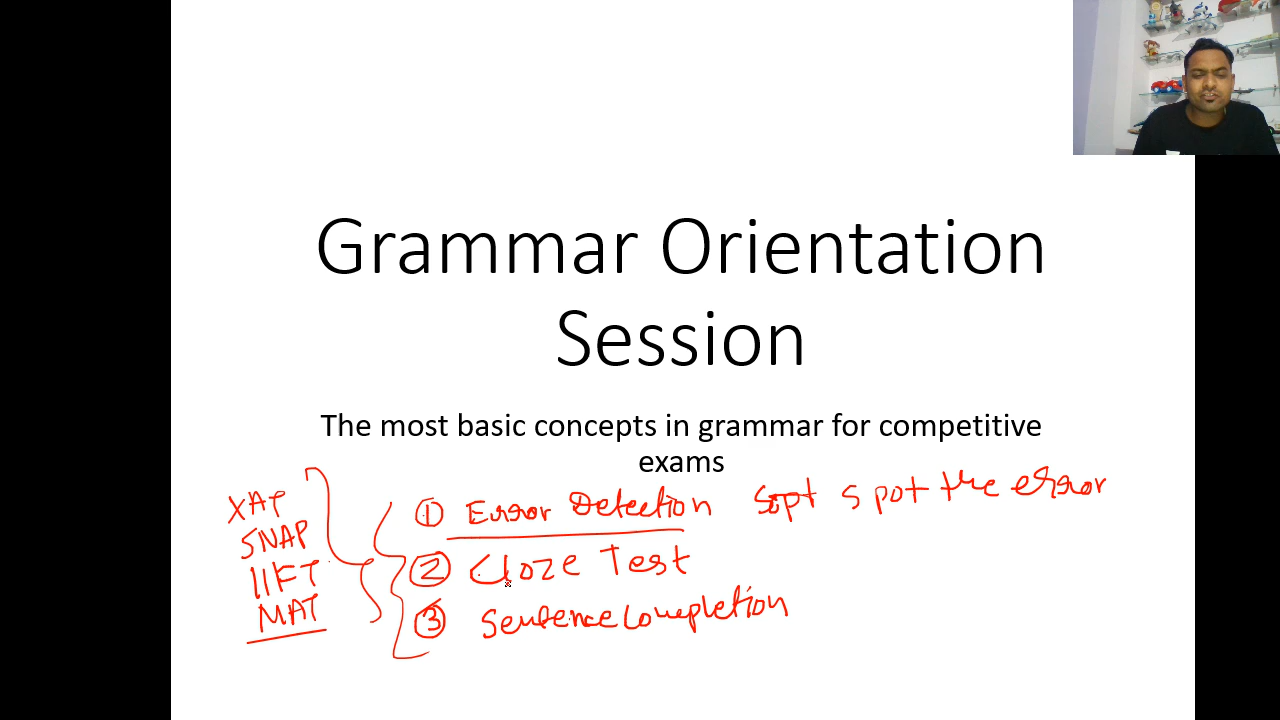 Grammar Orientation
Session
The most basic concepts in grammar for competitive
exams
XAT
SNAP
IIFT
MAT
① Error Detection spot the error
② Cloze Test
③ Sentence Completion